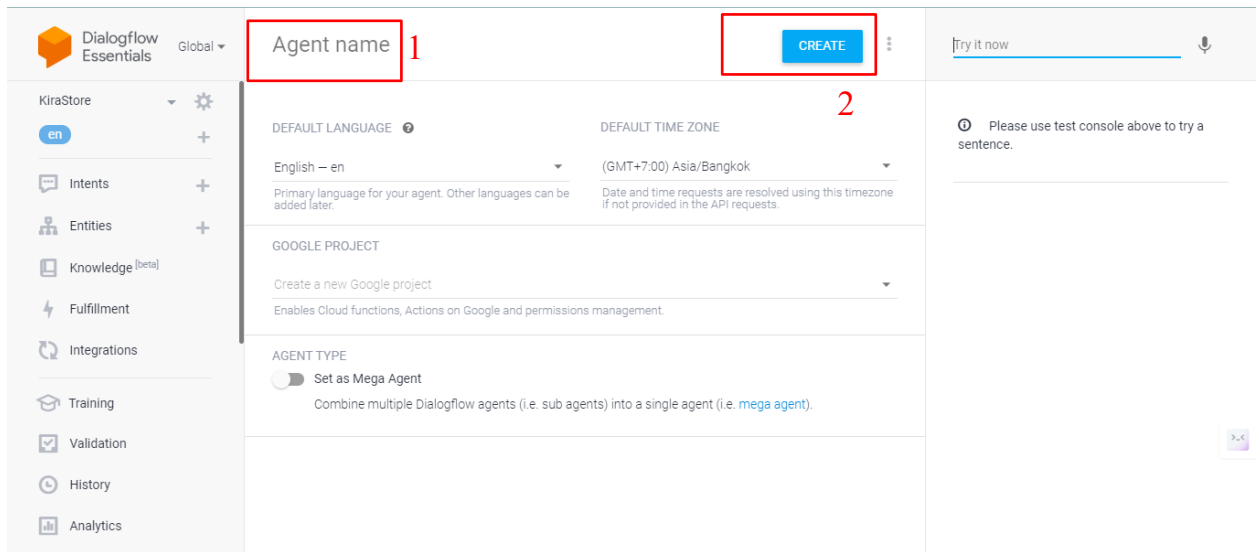 Dialogflow
Essentials
Global
KiraStore
en
Intents
Entities
Knowledge [beta]
Fulfillment
Integrations
Training
Validation
History
Analytics
Agent name
1
CREATE
2
DEFAULT LANGUAGE
English — en
Primary language for your agent. Other languages can be
added later.
DEFAULT TIME ZONE
(GMT+7:00) Asia/Bangkok
Date and time requests are resolved using this timezone
if not provided in the API requests.
GOOGLE PROJECT
Create a new Google project
Enables Cloud functions, Actions on Google and permissions management.
AGENT TYPE
Set as Mega Agent
Combine multiple Dialogflow agents (i.e. sub agents) into a single agent (i.e. mega agent).
Try it now
Please use test console above to try a
sentence.